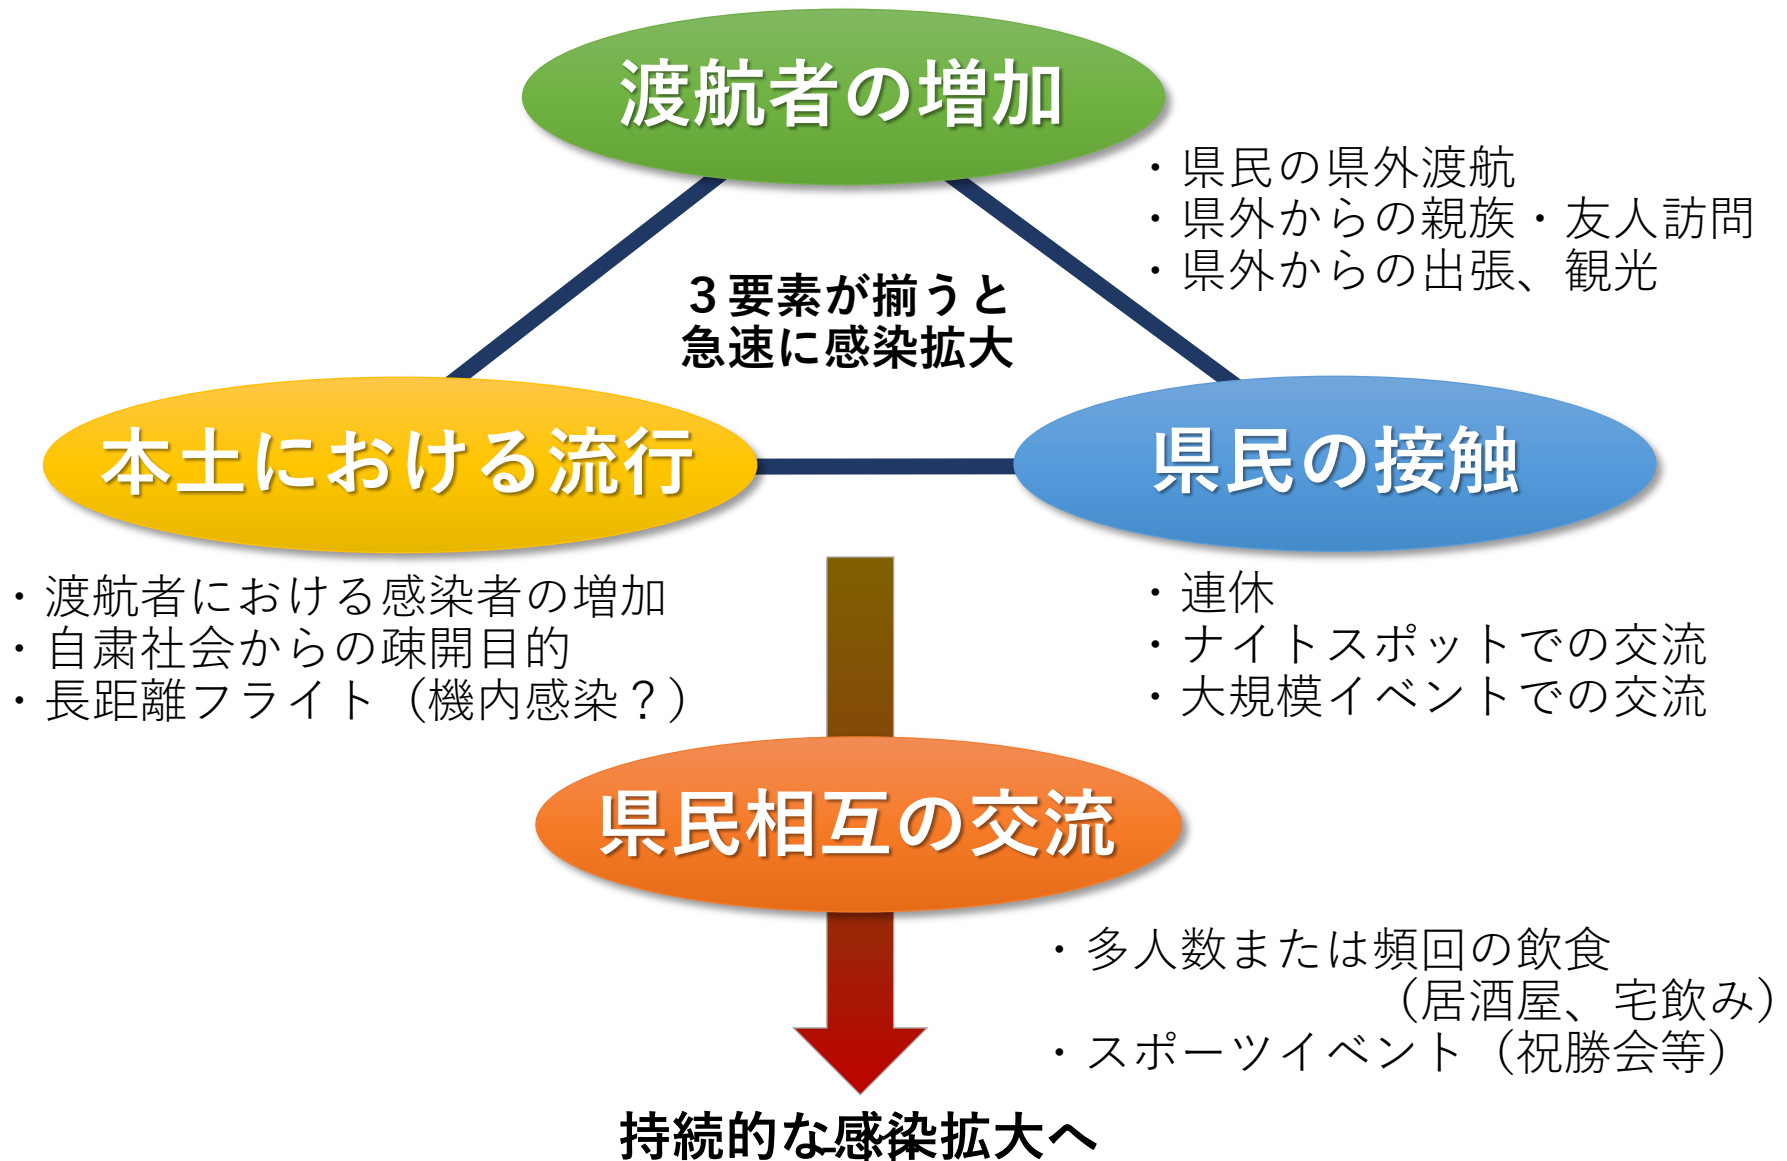 渡航者の増加
・県民の県外渡航
・県外からの親族・友人訪問
・県外からの出張、観光
３要素が揃うと
急速に感染拡大
本土における流行
県民の接触
・渡航者における感染者の増加
・自粛社会からの疎開目的
・長距離フライト（機内感染？）
・連休
・ナイトスポットでの交流
・大規模イベントでの交流
県民相互の交流
・多人数または頻回の飲食
（居酒屋、宅飲み）
・スポーツイベント（祝勝会等）
持続的な感染拡大へ